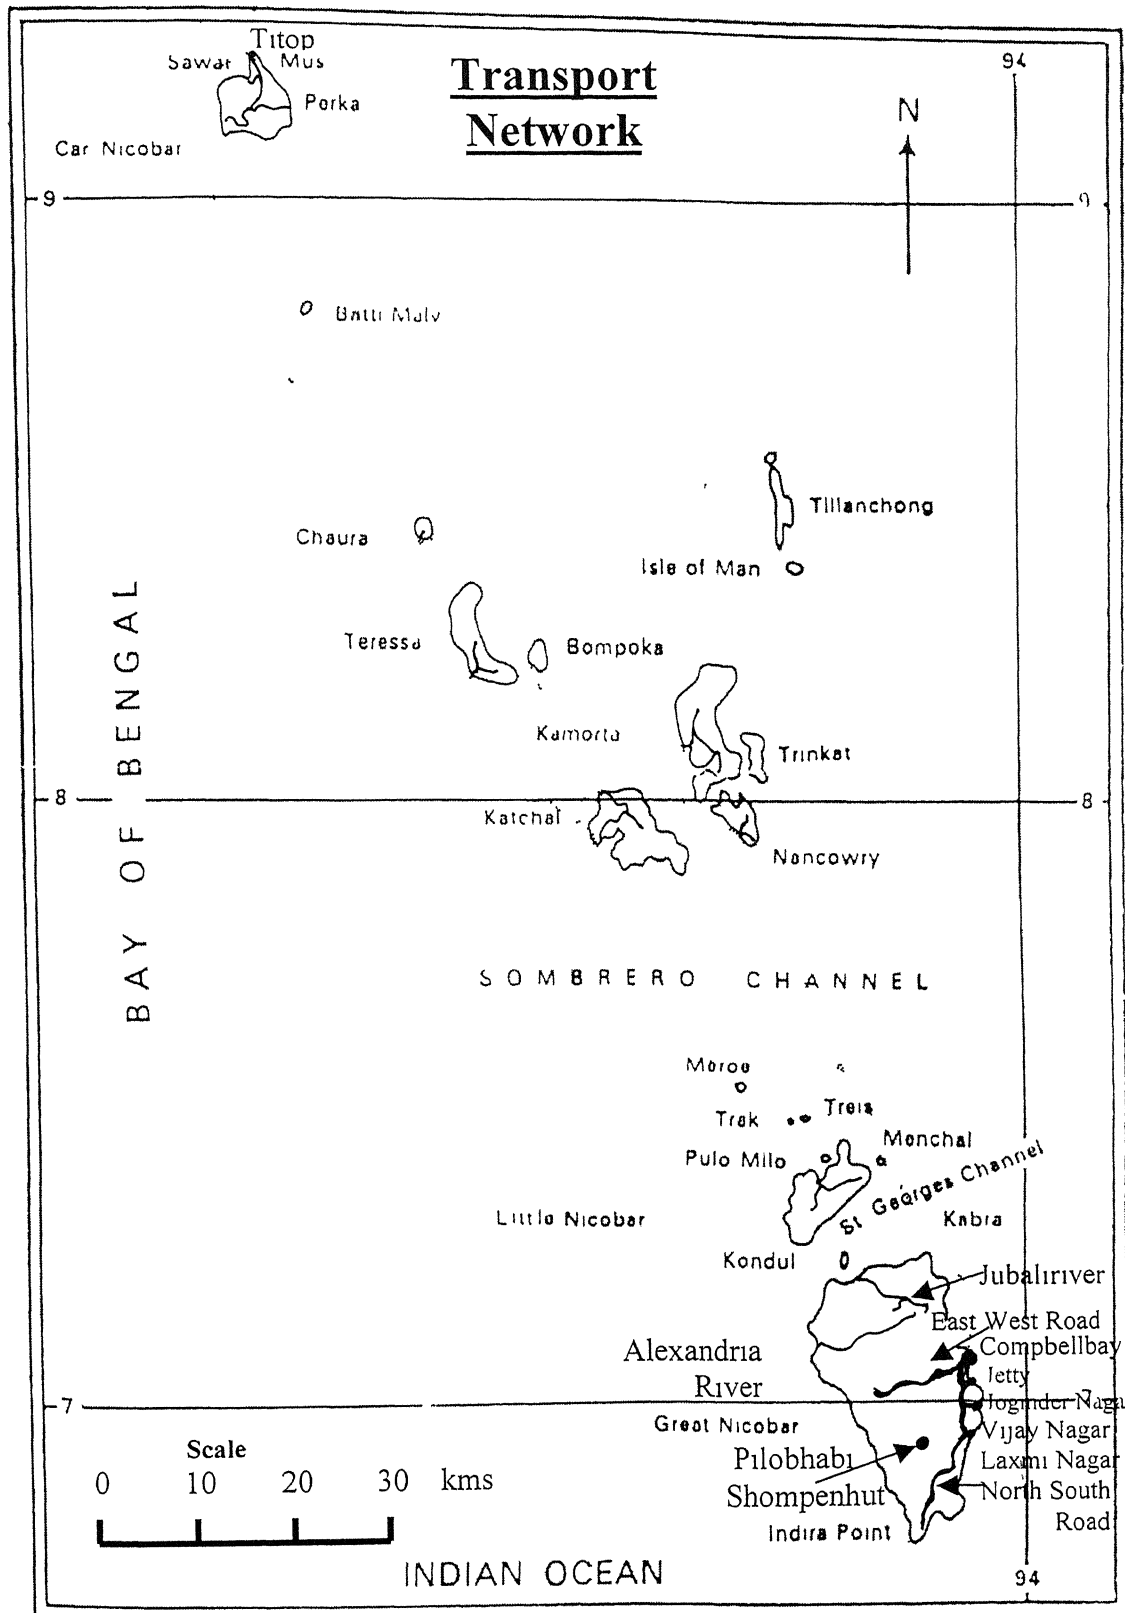 Transport
Network
Titop
Sawai Mus
Perka
Car Nicobar
N
94
9
9
Batti Malv
Tillanchong
Chaura
Isle of Man
Teressa
Bompoka
Kamorta
Trinkat
8
8
Katchal
Nancowry
BAY OF BENGAL
SOMBRERO CHANNEL
Meroe
Trak
Treis
Menchal
Pulo Milo
St Georges Channel
Little Nicobar
Kabra
Kondul
Jubaliriver
East West Road
Compbellbay
Jetty
Alexandria
River
7
7
Joginder Naga
Great Nicobar
Vijay Nagar
Pilobhabi
Laxmi Nagar
Shompenhut
North South
Road
Indira Point
Scale
0 10 20 30 kms
INDIAN OCEAN
94